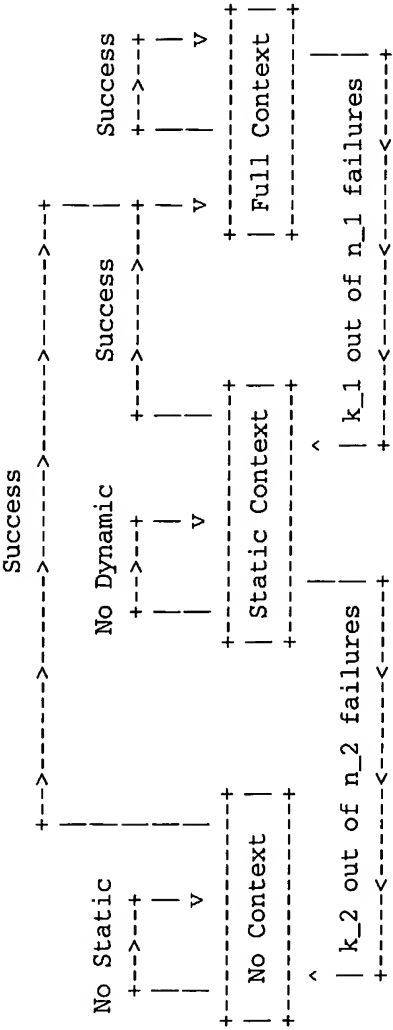 Success
No Static No Dynamic Success Success
| No Context | | Static Context | | Full Context |
| k_2 out of n_2 failures | k_1 out of n_1 failures